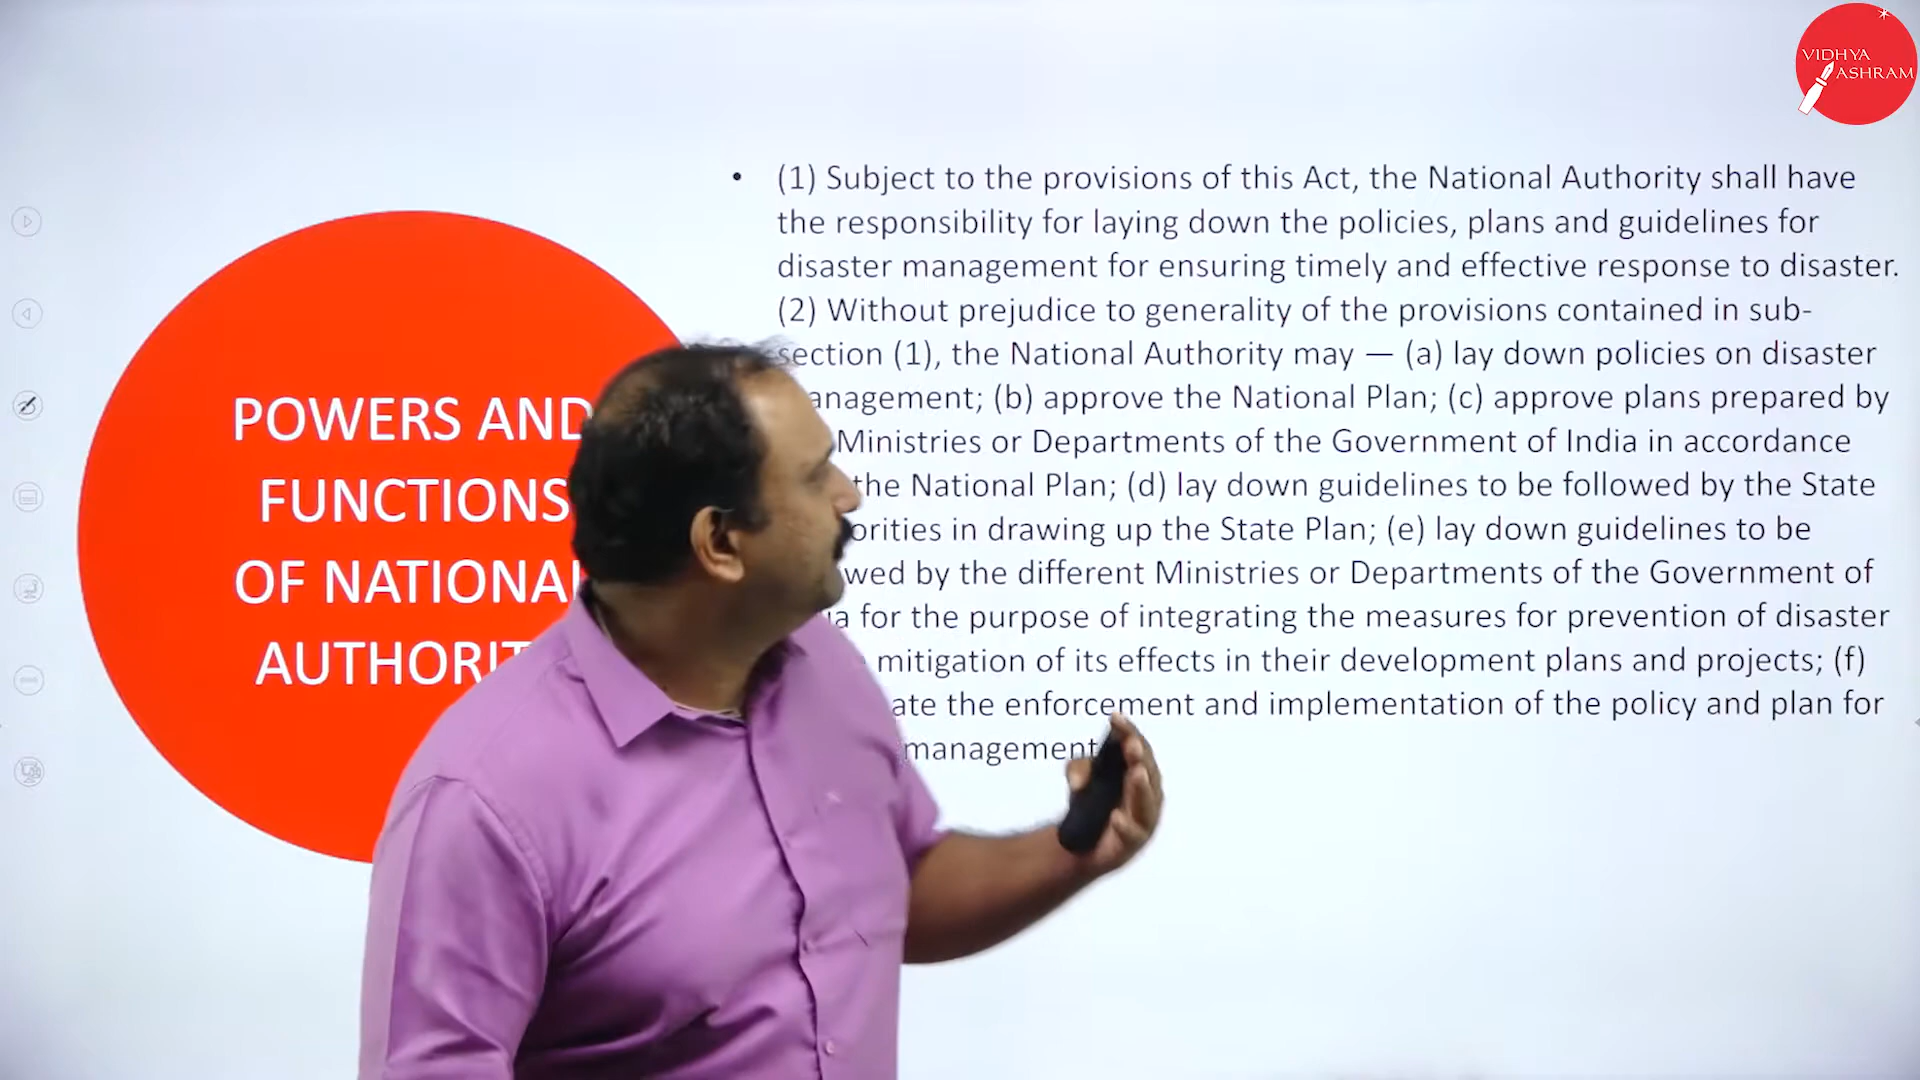 VIDHYA
ASHRAM
POWERS AND
FUNCTIONS
OF NATIONAL
AUTHORITY
• (1) Subject to the provisions of this Act, the National Authority shall have
the responsibility for laying down the policies, plans and guidelines for
disaster management for ensuring timely and effective response to disaster.
(2) Without prejudice to generality of the provisions contained in sub-
section (1), the National Authority may — (a) lay down policies on disaster
management; (b) approve the National Plan; (c) approve plans prepared by
Ministries or Departments of the Government of India in accordance
the National Plan; (d) lay down guidelines to be followed by the State
orities in drawing up the State Plan; (e) lay down guidelines to be
wed by the different Ministries or Departments of the Government of
for the purpose of integrating the measures for prevention of disaster
mitigation of its effects in their development plans and projects; (f)
ate the enforcement and implementation of the policy and plan for
management